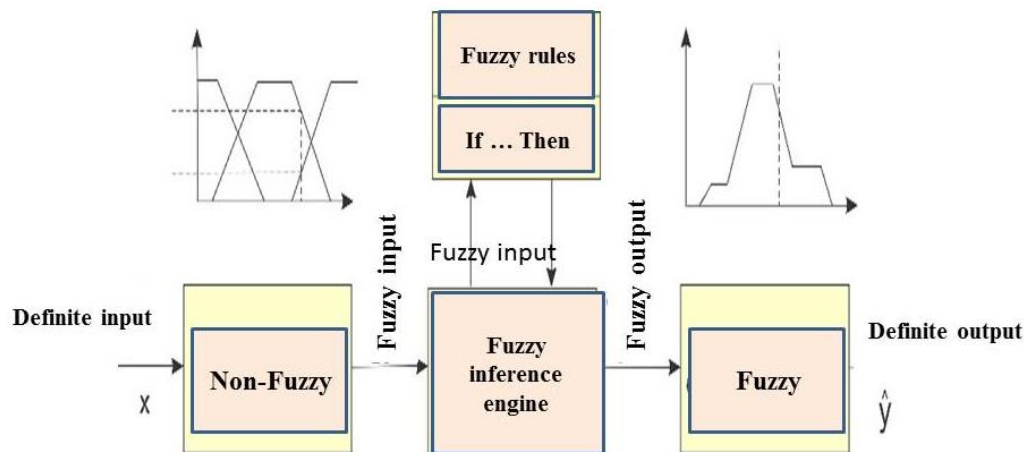 Fuzzy rules
If ... Then
Fuzzy input
Fuzzy input
Fuzzy output
Definite input
Definite output
Non-Fuzzy
Fuzzy
inference
engine
Fuzzy
x
ŷ